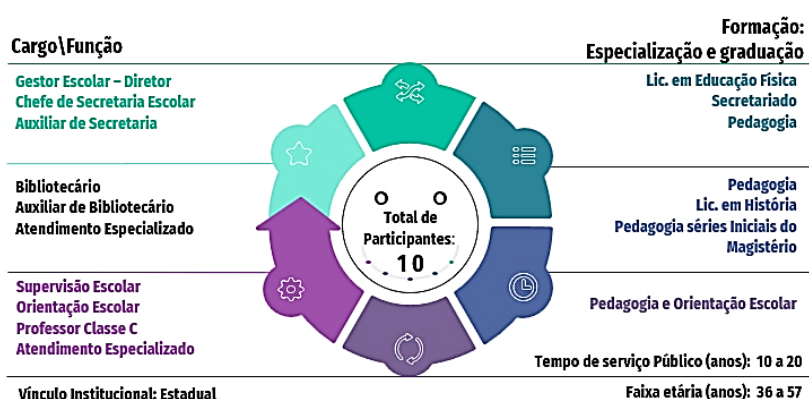 Cargo\Função
Formação:
Especialização e graduação
Gestor Escolar – Diretor
Chefe de Secretaria Escolar
Auxiliar de Secretaria
Lic. em Educação Física
Secretariado
Pedagogia
Bibliotecário
Auxiliar de Bibliotecário
Atendimento Especializado
Total de
Participantes:
10
Pedagogia
Lic. em História
Pedagogia séries Iniciais do
Magistério
Supervisão Escolar
Orientação Escolar
Professor Classe C
Atendimento Especializado
Pedagogia e Orientação Escolar
Tempo de serviço Público (anos): 10 a 20
Vínculo Institucional: Estadual
Faixa etária (anos): 36 a 57